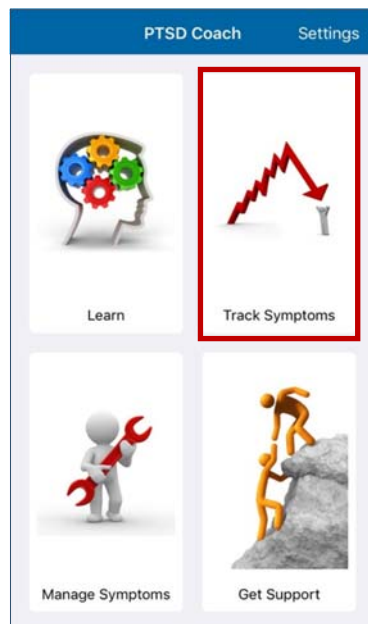 PTSD Coach Settings
Learn Track Symptoms
Manage Symptoms Get Support